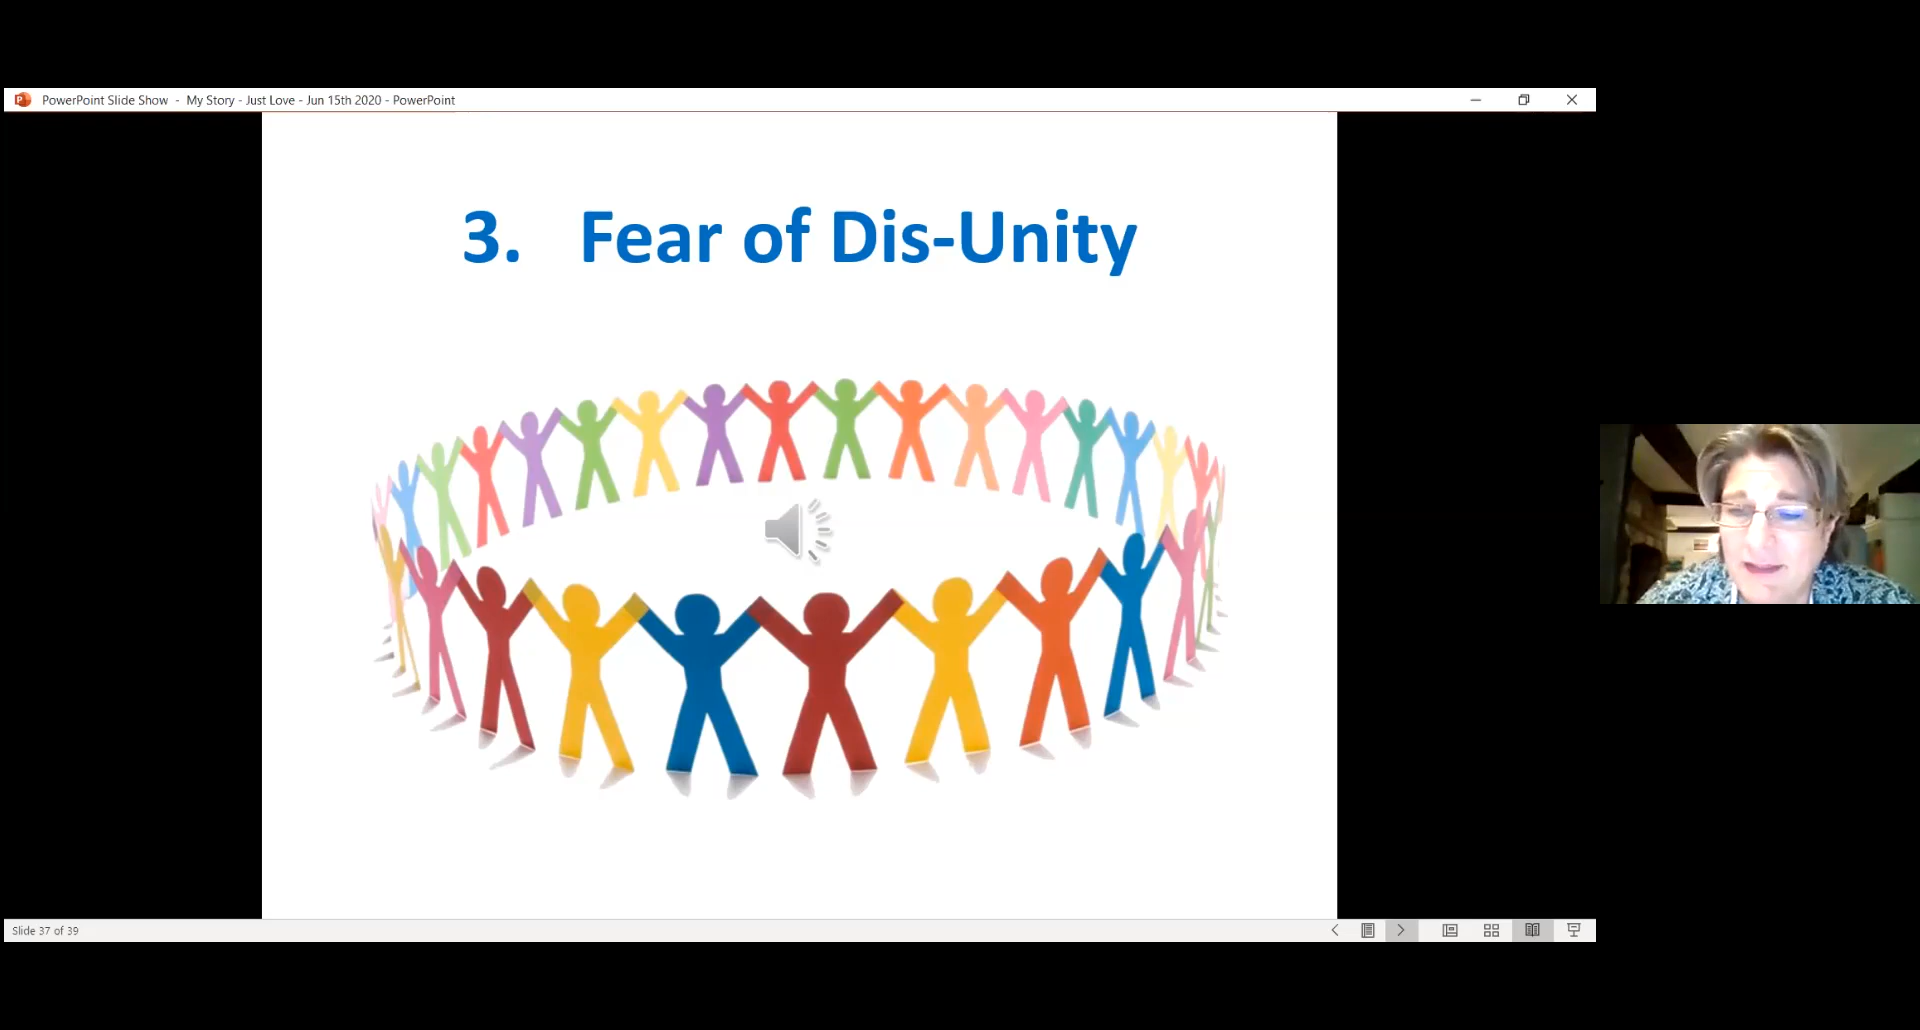 PowerPoint Slide Show - My Story - Just Love - Jun 15th 2020 - PowerPoint
3. Fear of Dis-Unity
Slide 37 of 39